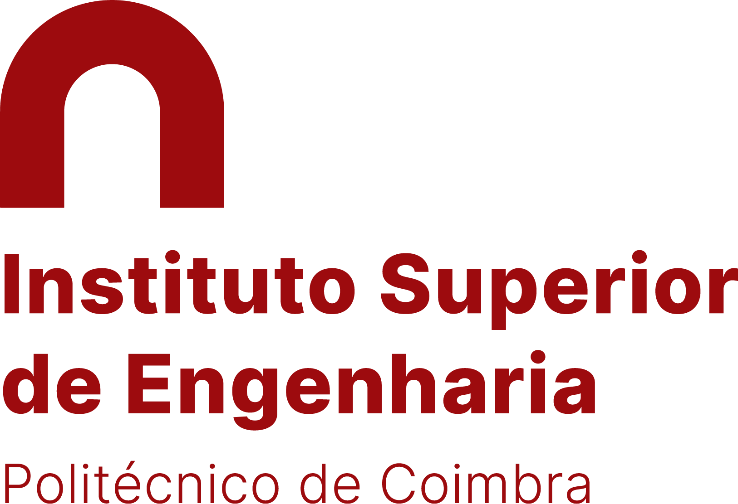 Instituto Superior
de Engenharia
Politécnico de Coimbra